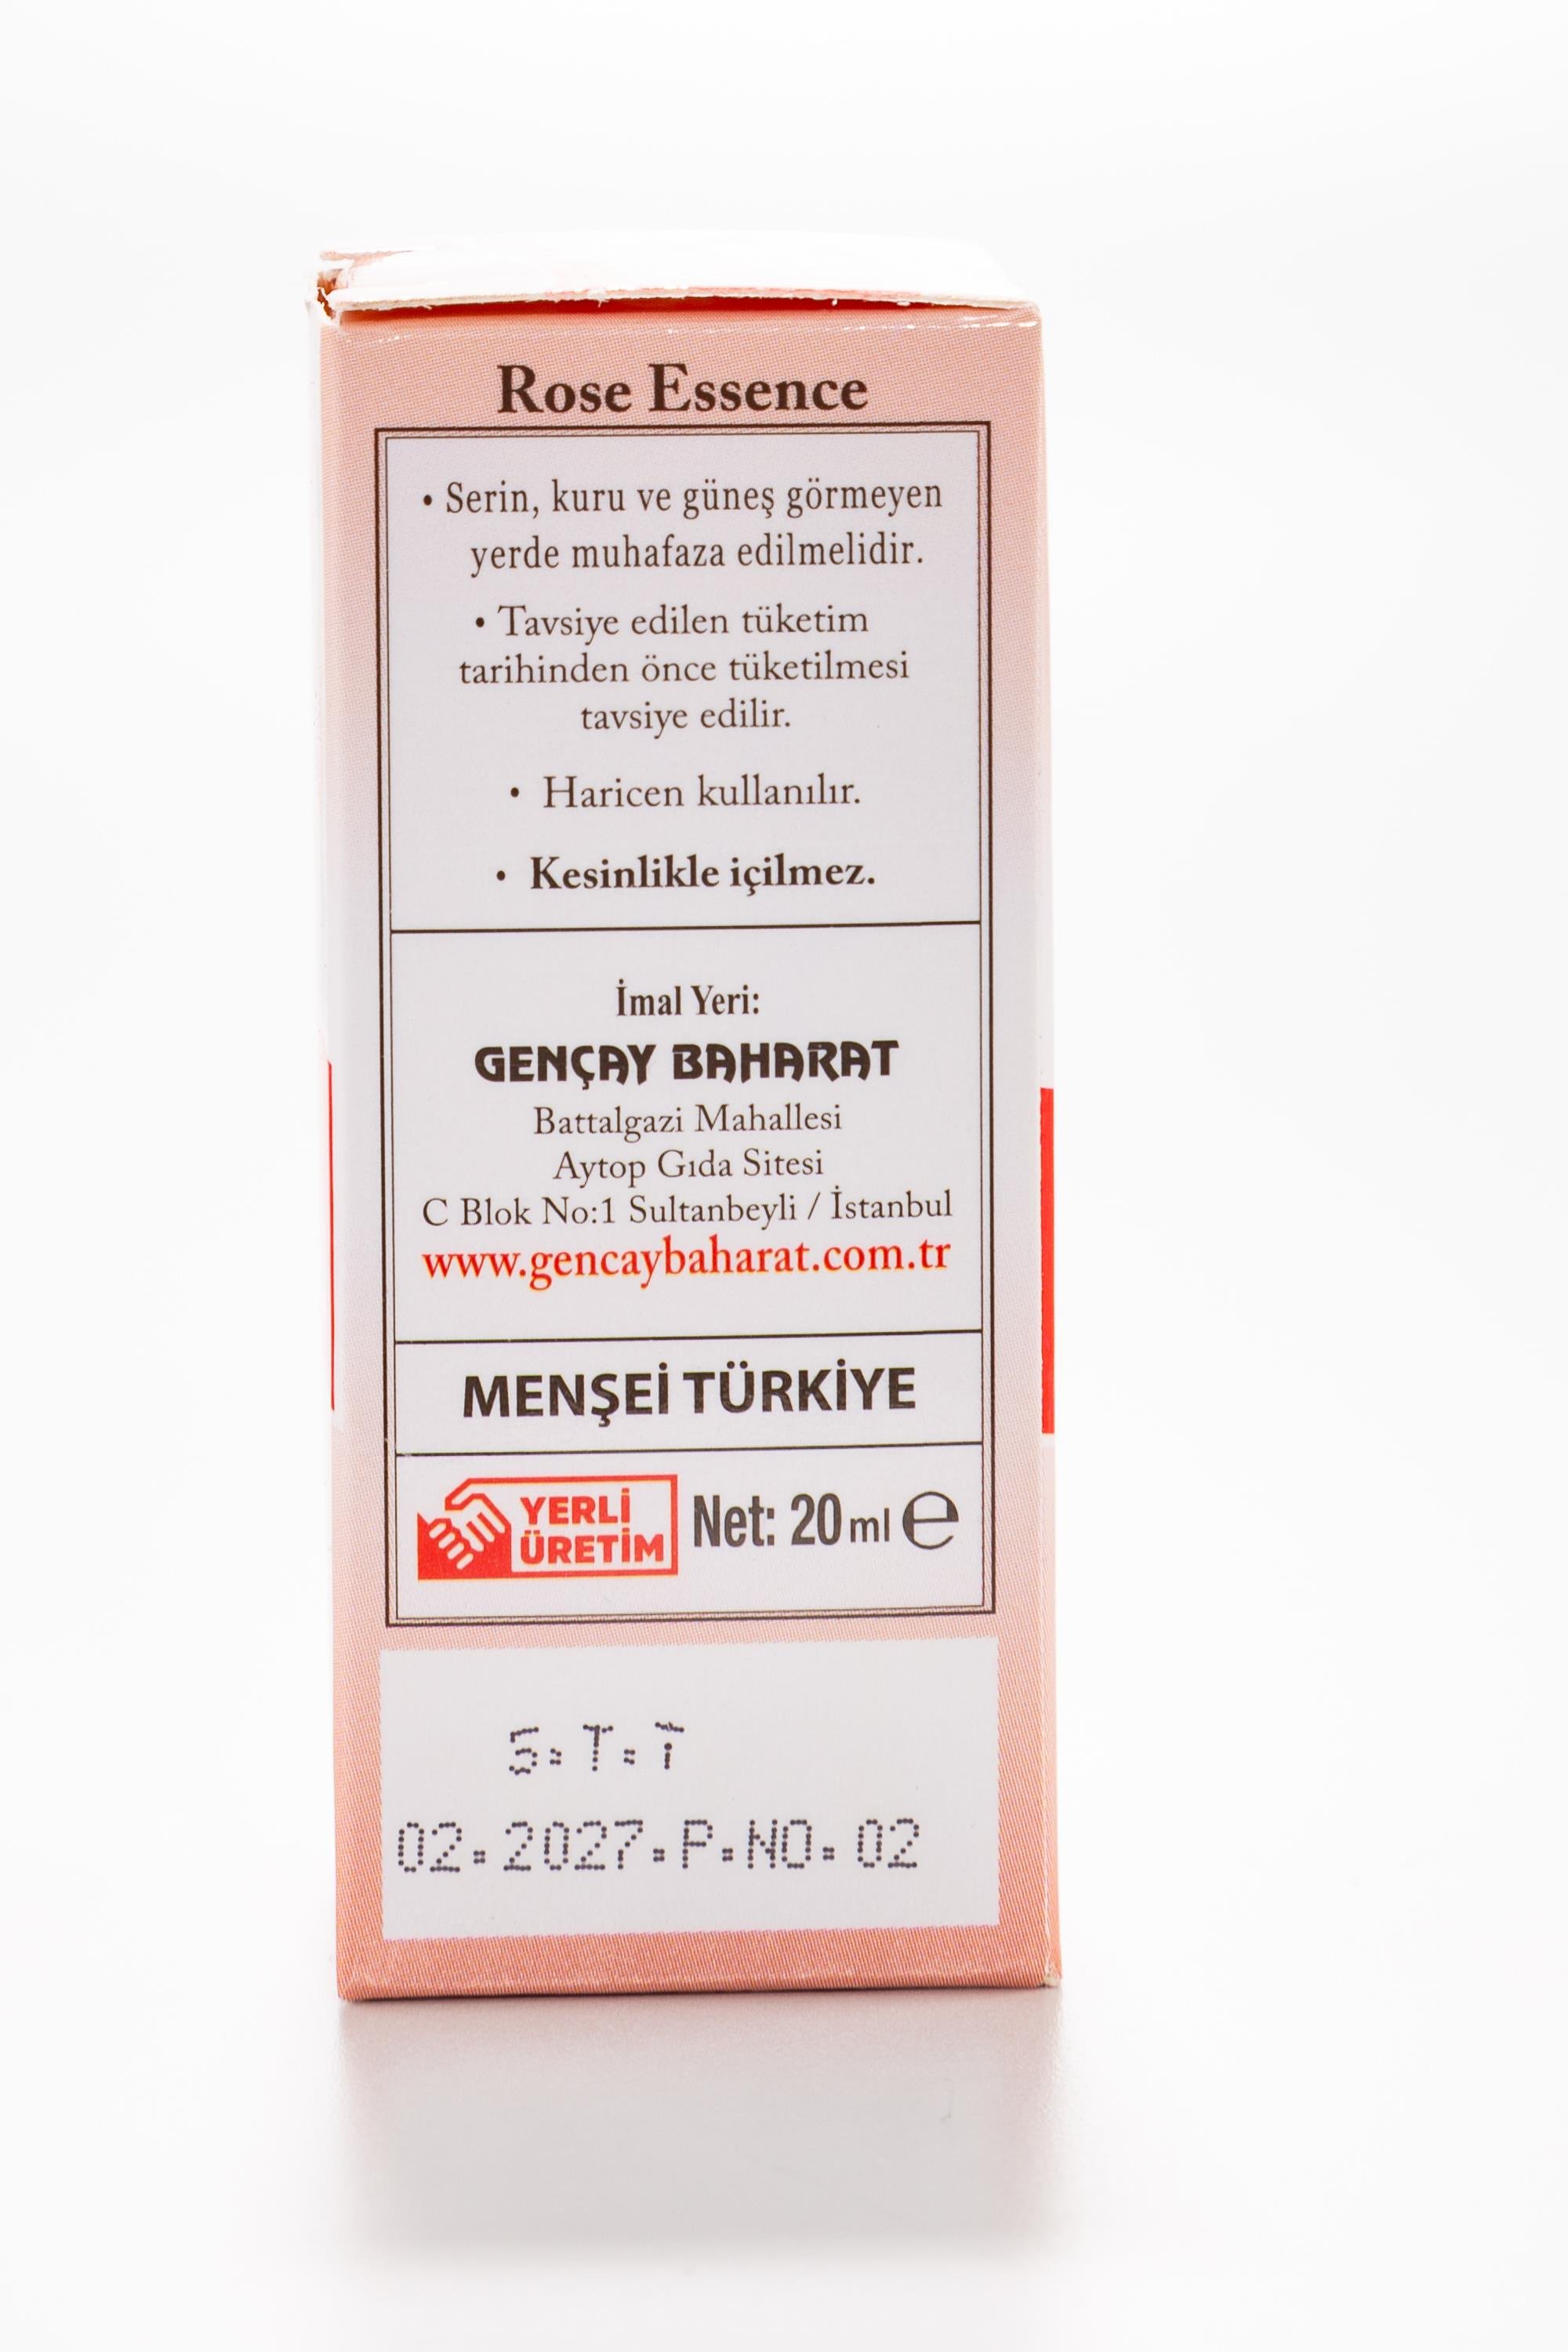 Rose Essence
• Serin, kuru ve güneş görmeyen
yerde muhafaza edilmelidir.
• Tavsiye edilen tüketim
tarihinden önce tüketilmesi
tavsiye edilir.
• Haricen kullanılır.
• Kesinlikle içilmez.
İmal Yeri:
GENÇAY BAHARAT
Battalgazi Mahallesi
Aytop Gıda Sitesi
C Blok No:1 Sultanbeyli / İstanbul
www.gencaybaharat.com.tr
MENŞEİ TÜRKİYE
YERLİ
ÜRETİM
Net: 20 ml ℮
S.T.T
02.2027.P.NO.02